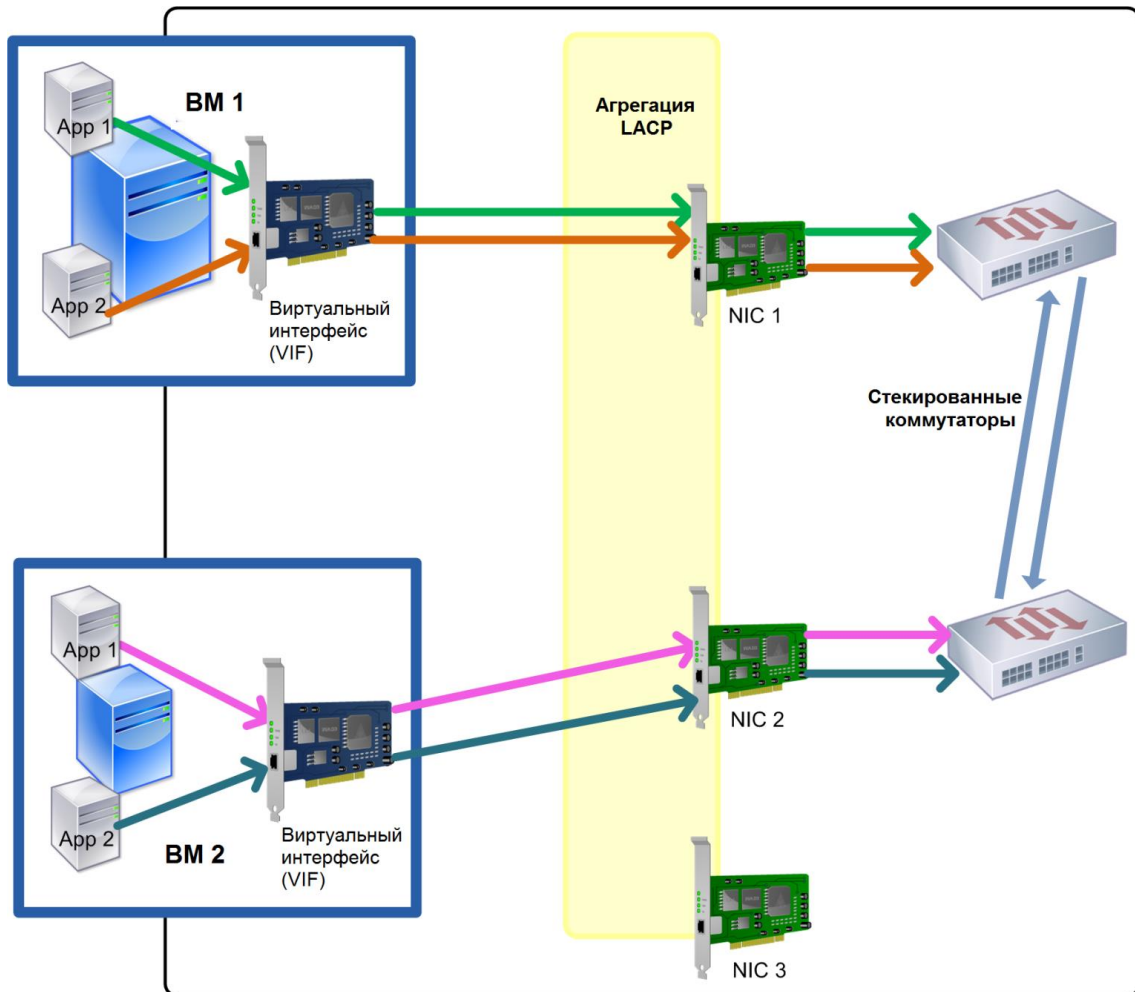 ВМ 1
App 1
App 2
Виртуальный
интерфейс
(VIF)
Агрегация
LACP
NIC 1
Стекированные
коммутаторы
App 1
App 2
ВМ 2
Виртуальный
интерфейс
(VIF)
NIC 2
NIC 3